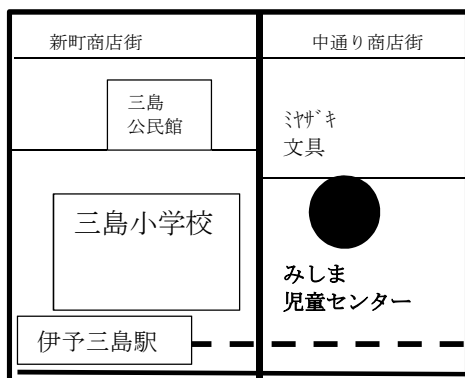 新町商店街
中通り商店街
三島
公民館
ﾐﾔｻﾞｷ
文具
三島小学校
みしま
児童センター
伊予三島駅